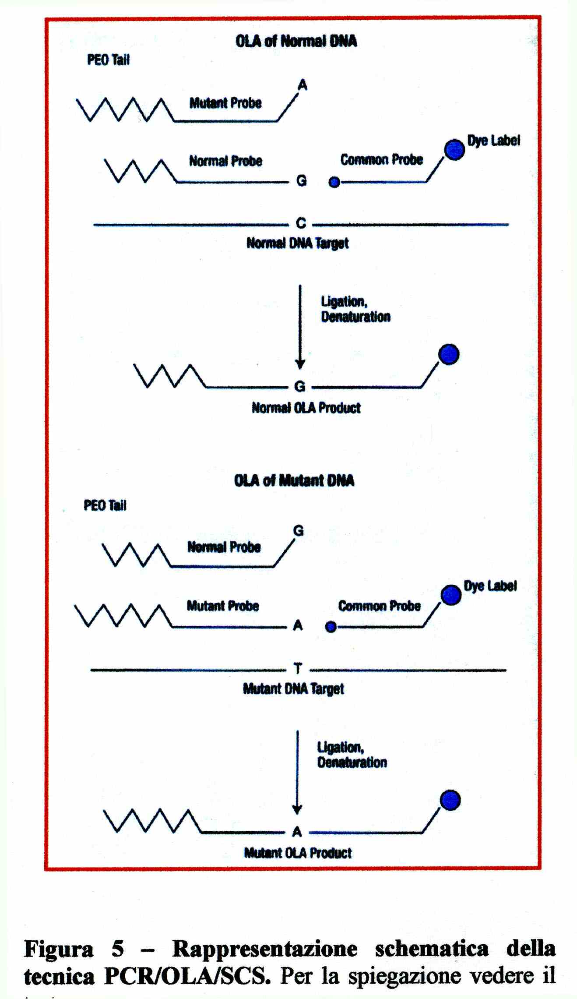 OLA of Normal DNA
PEO Tail
A
Mutant Probe
Dye Label
Normal Probe
Common Probe
G
C
Normal DNA Target
Ligation,
Denaturation
G
Normal OLA Product
OLA of Mutant DNA
PEO Tail
G
Normal Probe
Dye Label
Mutant Probe
Common Probe
A
T
Mutant DNA Target
Ligation,
Denaturation
A
Mutant OLA Product
Figura 5 – Rappresentazione schematica della
tecnica PCR/OLA/SCS. Per la spiegazione vedere il